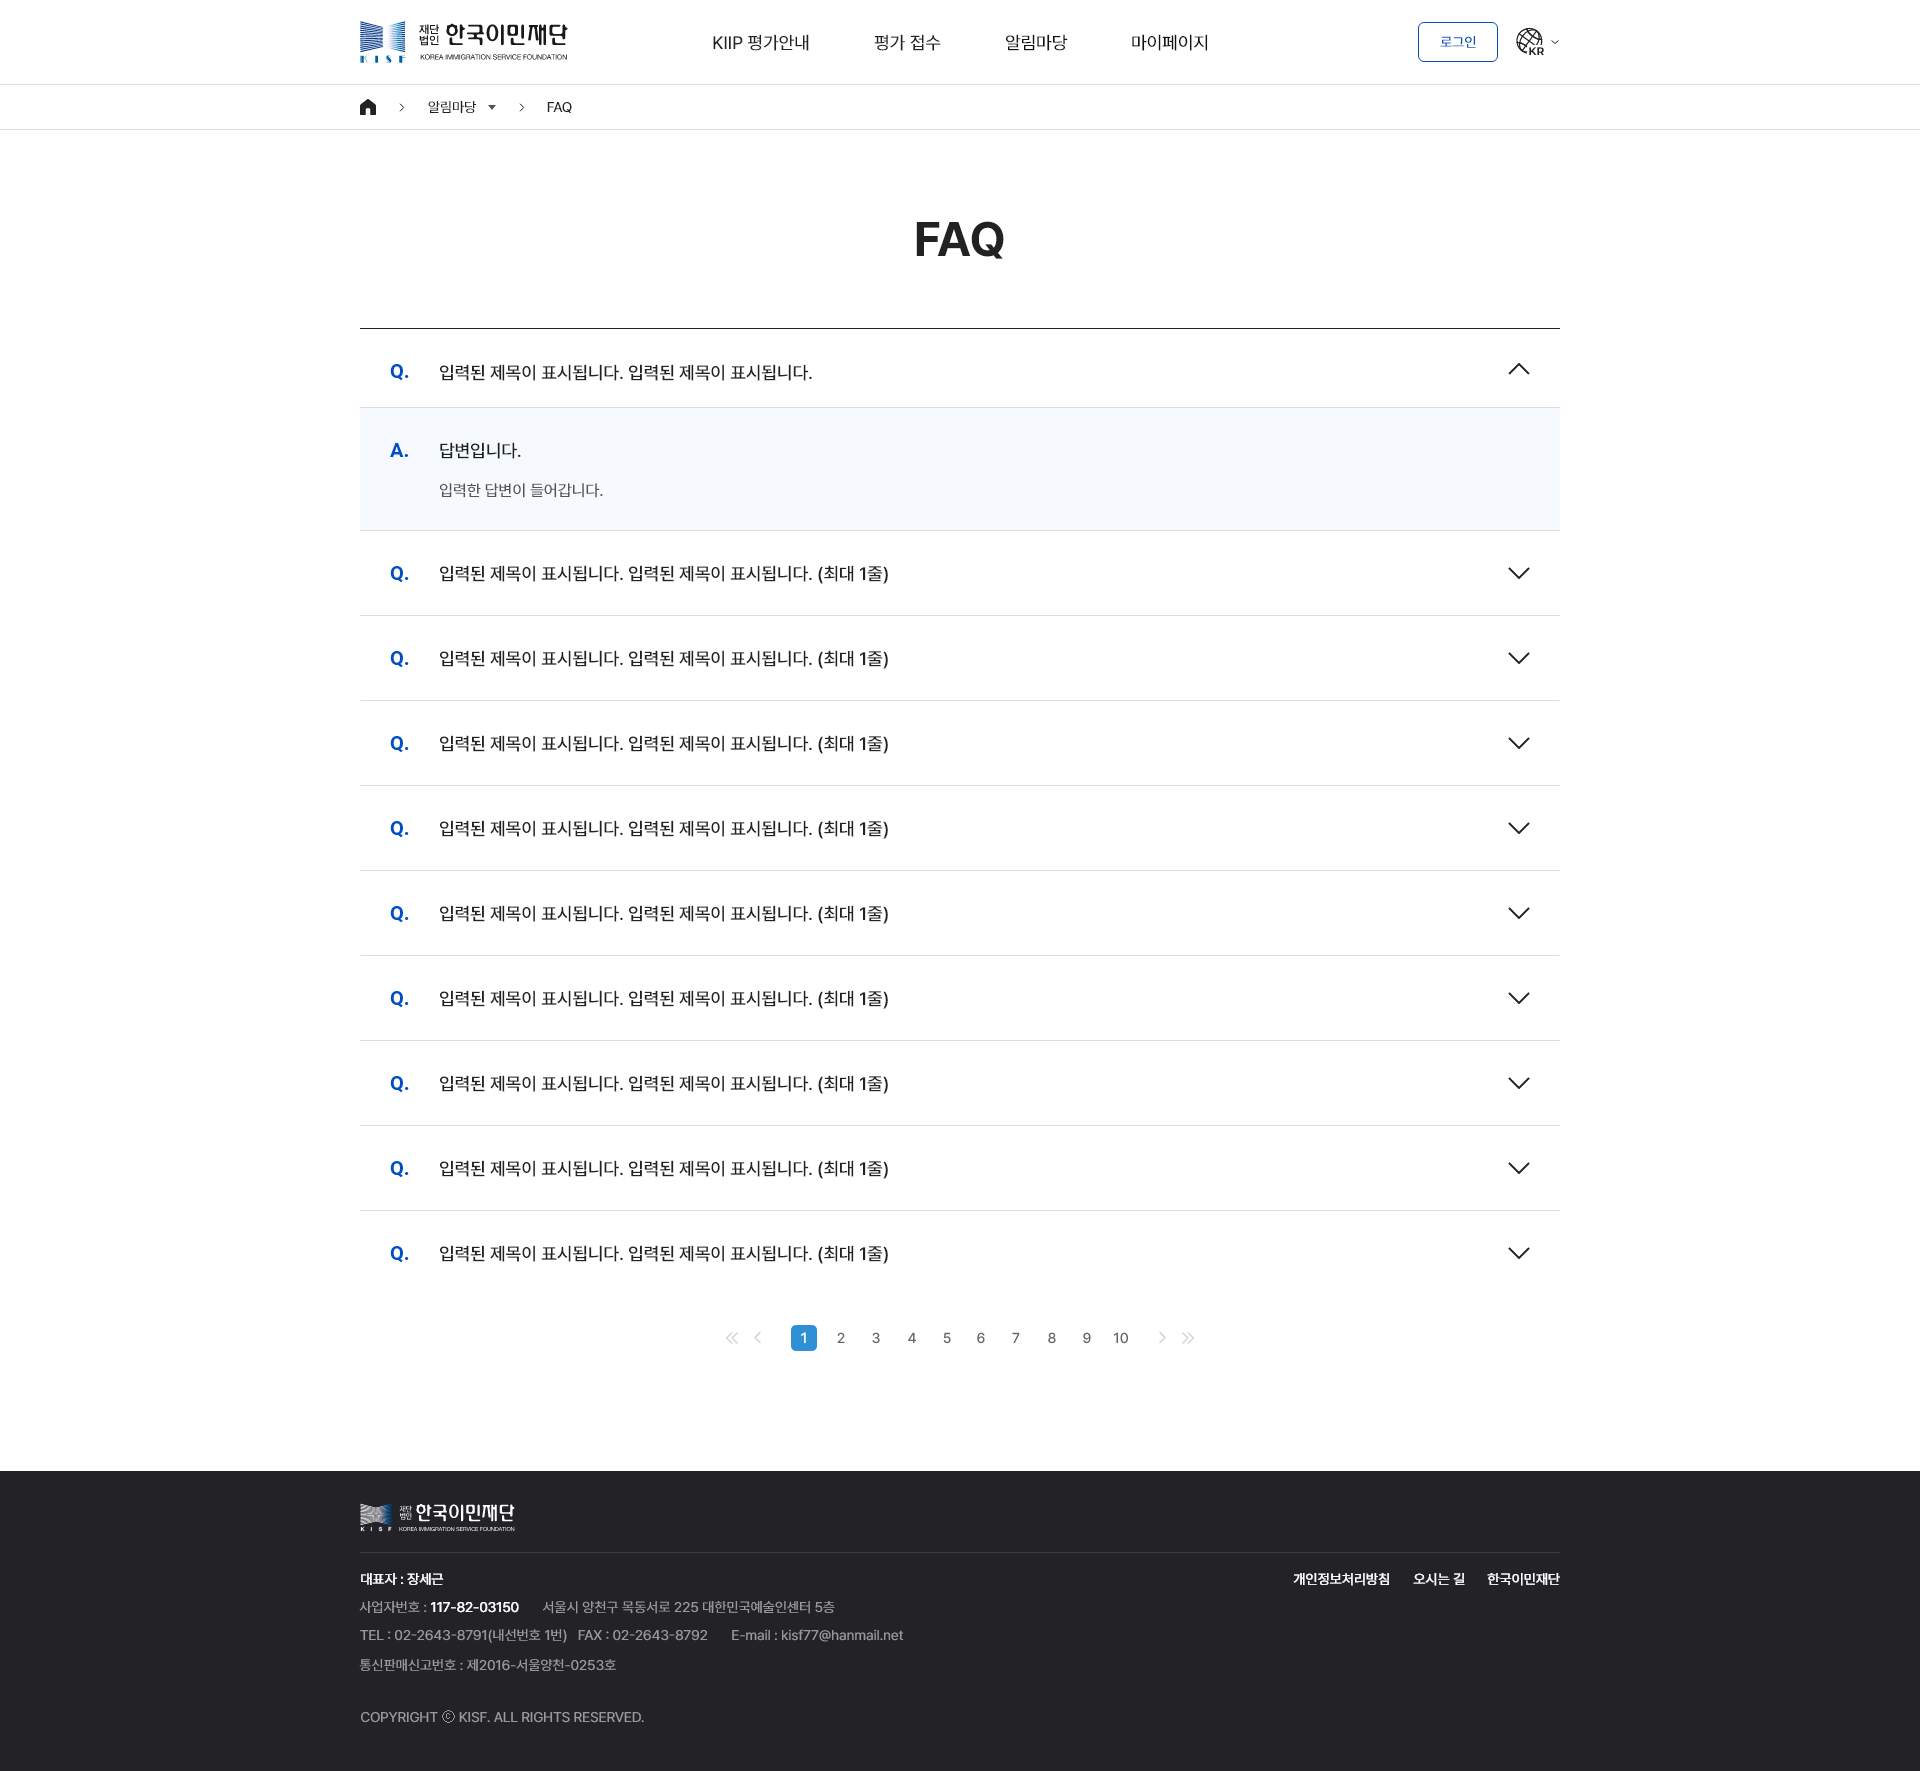 재단
법인 한국이민재단
KISF KOREA IMMIGRATION SERVICE FOUNDATION
KIIP 평가안내 평가 접수 알림마당 마이페이지
로그인 KR
알림마당 FAQ
FAQ
Q. 입력된 제목이 표시됩니다. 입력된 제목이 표시됩니다.
A. 답변입니다.
입력한 답변이 들어갑니다.
Q. 입력된 제목이 표시됩니다. 입력된 제목이 표시됩니다. (최대 1줄)
Q. 입력된 제목이 표시됩니다. 입력된 제목이 표시됩니다. (최대 1줄)
Q. 입력된 제목이 표시됩니다. 입력된 제목이 표시됩니다. (최대 1줄)
Q. 입력된 제목이 표시됩니다. 입력된 제목이 표시됩니다. (최대 1줄)
Q. 입력된 제목이 표시됩니다. 입력된 제목이 표시됩니다. (최대 1줄)
Q. 입력된 제목이 표시됩니다. 입력된 제목이 표시됩니다. (최대 1줄)
Q. 입력된 제목이 표시됩니다. 입력된 제목이 표시됩니다. (최대 1줄)
Q. 입력된 제목이 표시됩니다. 입력된 제목이 표시됩니다. (최대 1줄)
Q. 입력된 제목이 표시됩니다. 입력된 제목이 표시됩니다. (최대 1줄)
1 2 3 4 5 6 7 8 9 10
재단
법인 한국이민재단
KISF KOREA IMMIGRATION SERVICE FOUNDATION
대표자 : 장세근 개인정보처리방침 오시는 길 한국이민재단
사업자번호 : 117-82-03150 서울시 양천구 목동서로 225 대한민국예술인센터 5층
TEL : 02-2643-8791(내선번호 1번) FAX : 02-2643-8792 E-mail : kisf77@hanmail.net
통신판매신고번호 : 제2016-서울양천-0253호
COPYRIGHT ⓒ KISF. ALL RIGHTS RESERVED.